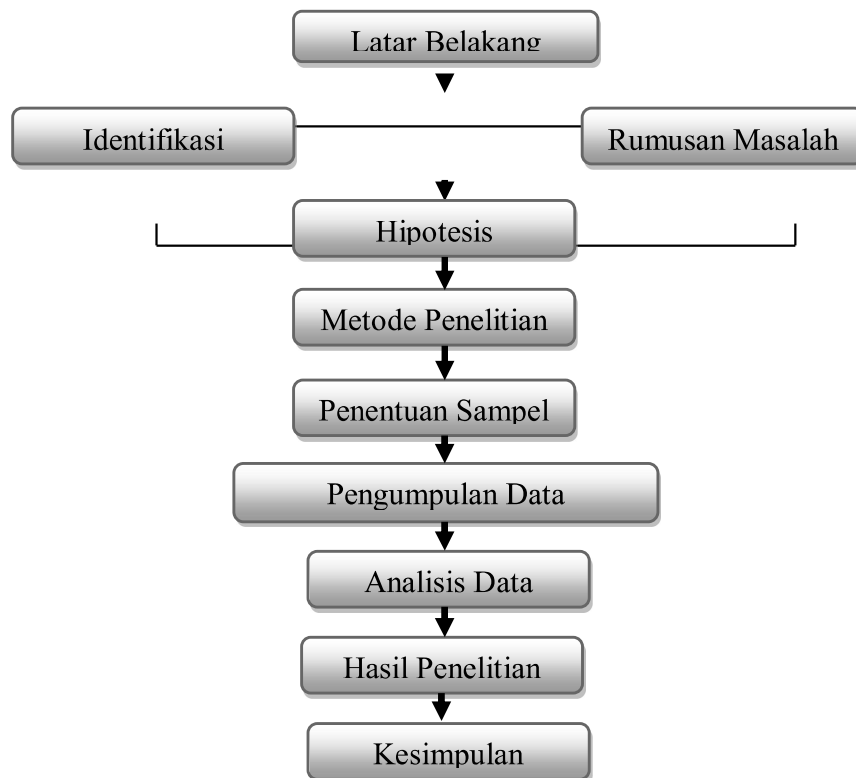 Latar Belakang
Identifikasi
Rumusan Masalah
Hipotesis
Metode Penelitian
Penentuan Sampel
Pengumpulan Data
Analisis Data
Hasil Penelitian
Kesimpulan